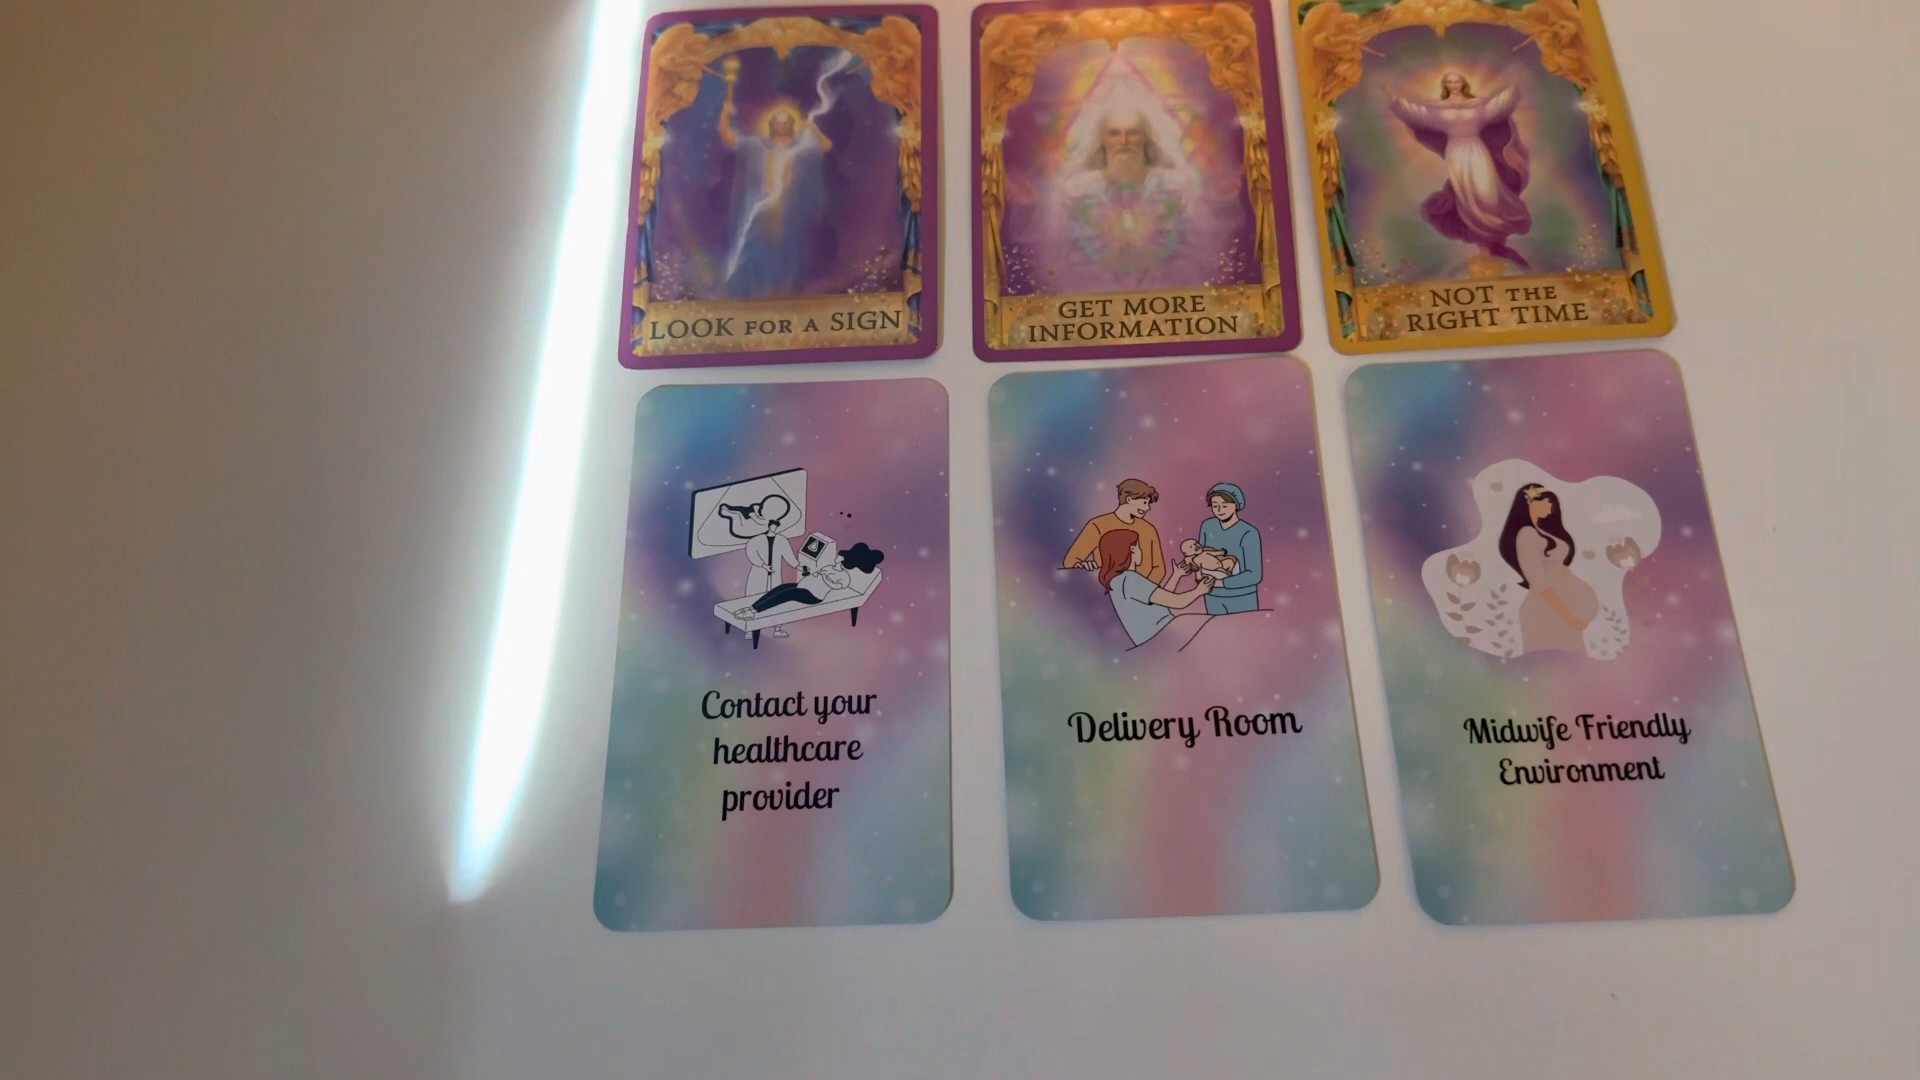 LOOK FOR A SIGN
GET MORE
INFORMATION
NOT THE
RIGHT TIME
Contact your
healthcare
provider
Delivery Room
Midwife Friendly
Environment